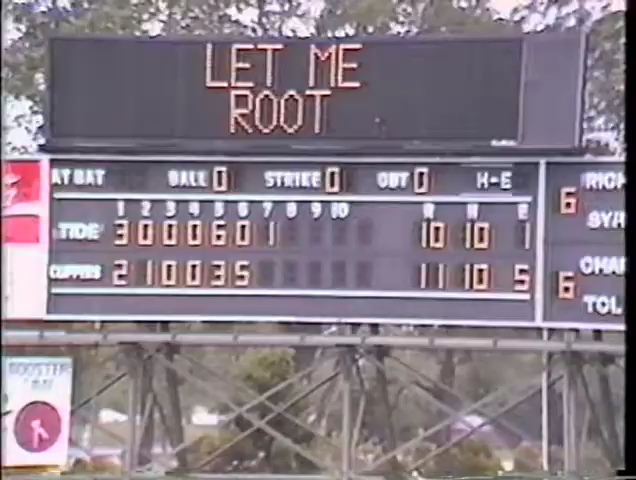 LET ME
ROOT
AT BAT BALL 0 STRIKE 0 OUT 0 H-E
1 2 3 4 5 6 7 8 9 10 R H E
TIDE 3 0 0 0 6 0 1 10 10 1
CLIPPERS 2 1 0 0 3 5 11 10 5
6 RICH
SYR
6 CHAR
TOL
BOOSTER